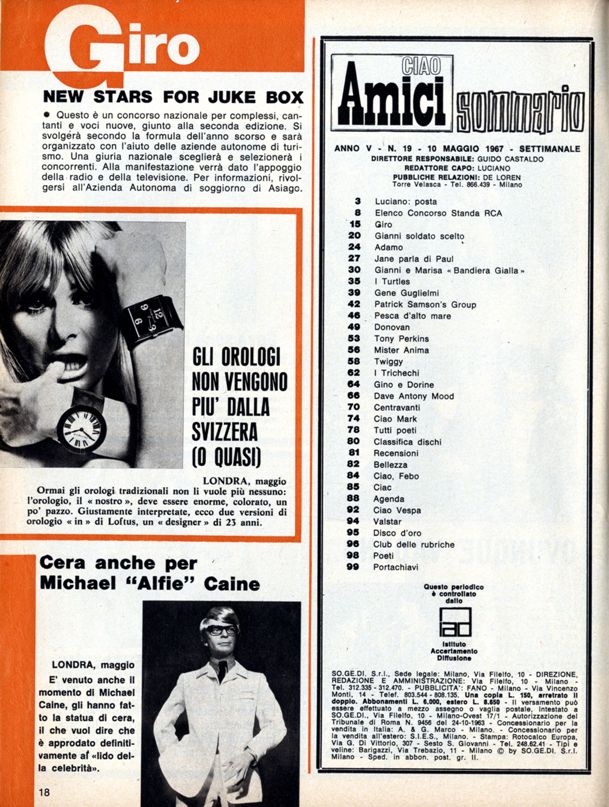 Giro
NEW STARS FOR JUKE BOX
● Questo è un concorso nazionale per complessi, can-
tanti e voci nuove, giunto alla seconda edizione. Si
svolgerà secondo la formula dell'anno scorso e sarà
organizzato con l'aiuto delle aziende autonome di turi-
smo. Una giuria nazionale sceglierà e selezionerà i
concorrenti. Alla manifestazione verrà dato l'appoggio
della radio e della televisione. Per informazioni, rivol-
gersi all'Azienda Autonoma di soggiorno di Asiago.
GLI OROLOGI
NON VENGONO
PIU' DALLA
SVIZZERA
(O QUASI)
LONDRA, maggio
Ormai gli orologi tradizionali non li vuole più nessuno:
l'orologio, il « nostro », deve essere enorme, colorato, un
po' pazzo. Giustamente interpretate, ecco due versioni di
orologio « in » di Loftus, un « designer » di 23 anni.
Cera anche per
Michael "Alfie" Caine
LONDRA, maggio
E' venuto anche il
momento di Michael
Caine, gli hanno fat-
to la statua di cera,
il che vuol dire che
è approdato definiti-
vamente al «lido del-
la celebrità».
18
CIAO
Amici sommario
ANNO V - N. 19 - 10 MAGGIO 1967 - SETTIMANALE
DIRETTORE RESPONSABILE: GUIDO CASTALDO
REDATTORE CAPO: LUCIANO
PUBBLICHE RELAZIONI: DE LOREN
Torre Velasca - Tel. 866.439 - Milano
3 Luciano: posta
8 Elenco Concorso Standa RCA
15 Giro
20 Gianni soldato scelto
24 Adamo
27 Jane parla di Paul
30 Gianni e Marisa « Bandiera Gialla »
35 I Turtles
39 Gene Guglielmi
42 Patrick Samson's Group
46 Pesca d'alto mare
49 Donovan
53 Tony Perkins
56 Mister Anima
58 Twiggy
62 I Trichechi
64 Gino e Dorine
66 Dave Antony Mood
70 Centravanti
74 Ciao Mark
78 Tutti poeti
80 Classifica dischi
81 Recensioni
82 Bellezza
84 Ciao, Febo
85 Ciac
88 Agenda
92 Ciao Vespa
94 Valstar
95 Disco d'oro
96 Club delle rubriche
98 Poeti
99 Portachiavi
Questo periodico
è controllato
dallo
Istituto
Accertamento
Diffusione
SO.GE.DI. S.r.l., Sede legale: Milano, Via Filelfo, 10 - DIREZIONE,
REDAZIONE E AMMINISTRAZIONE: Via Filelfo, 10 - Milano -
Tel. 312.335 - 312.470. - PUBBLICITA': FANO - Milano - Via Vincenzo
Monti, 14 - Telef. 803.544 - 808.135. Una copia L. 150, arretrato il
doppio. Abbonamenti L. 6.000, estero L. 8.650 - Il versamento può
essere effettuato a mezzo assegno o vaglia postale, intestato a
SO.GE.DI., Via Filelfo, 10 - Milano-Ovest 17/1 - Autorizzazione del
Tribunale di Roma N. 9456 del 24-10-1963 - Concessionario per la
vendita in Italia: A. & G. Marco - Milano. - Concessionario per
la vendita all'estero: S.I.E.S., Milano. - Stampa: Rotocalco Europa,
Via G. Di Vittorio, 307 - Sesto S. Giovanni - Tel. 248.62.41 - Tipi e
veline: Barigazzi, Via Trebazio, 11 - Milano © by SO.GE.DI. S.r.l.
Milano - Sped. in abbon. post. gr. II.